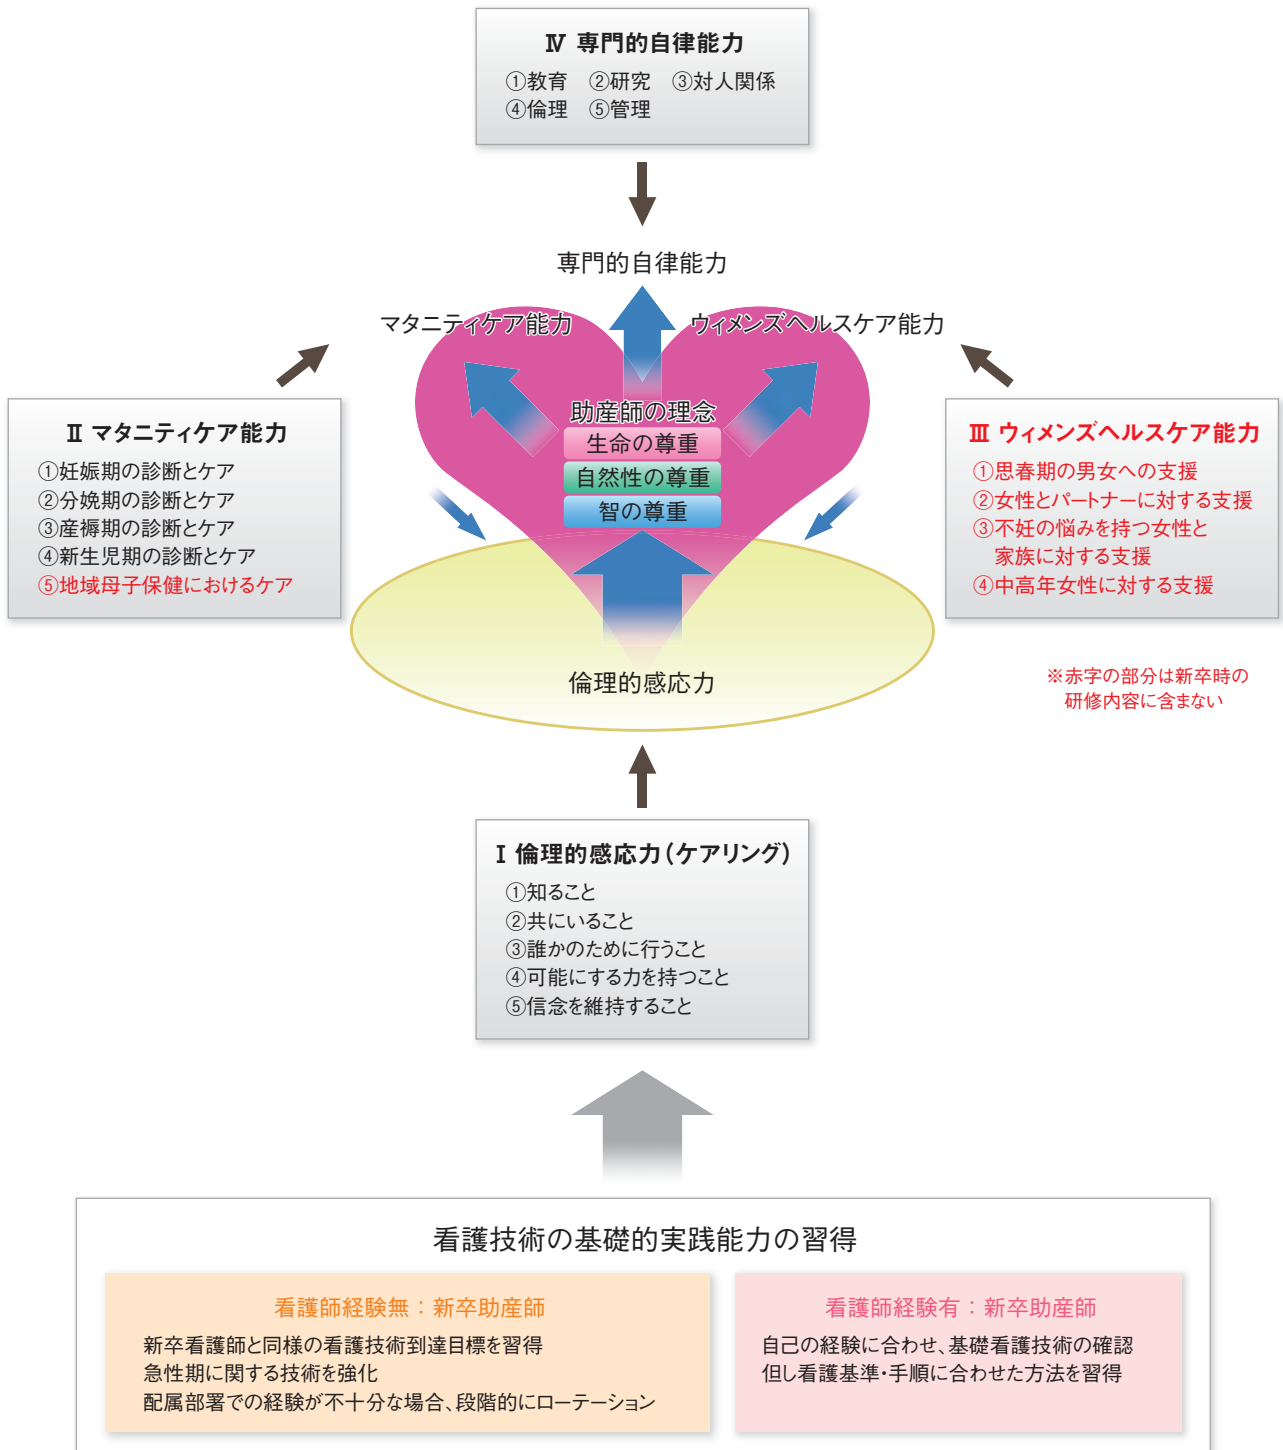 Ⅳ 専門的自律能力
①教育 ②研究 ③対人関係
④倫理 ⑤管理
専門的自律能力
マタニティケア能力
ウィメンズヘルスケア能力
助産師の理念
生命の尊重
自然性の尊重
智の尊重
倫理的感応力
Ⅱ マタニティケア能力
①妊娠期の診断とケア
②分娩期の診断とケア
③産褥期の診断とケア
④新生児期の診断とケア
⑤地域母子保健におけるケア
Ⅲ ウィメンズヘルスケア能力
①思春期の男女への支援
②女性とパートナーに対する支援
③不妊の悩みを持つ女性と
家族に対する支援
④中高年女性に対する支援
※赤字の部分は新卒時の
研修内容に含まない
Ⅰ 倫理的感応力(ケアリング)
①知ること
②共にいること
③誰かのために行うこと
④可能にする力を持つこと
⑤信念を維持すること
看護技術の基礎的実践能力の習得
看護師経験無：新卒助産師
新卒看護師と同様の看護技術到達目標を習得
急性期に関する技術を強化
配属部署での経験が不十分な場合、段階的にローテーション
看護師経験有：新卒助産師
自己の経験に合わせ、基礎看護技術の確認
但し看護基準・手順に合わせた方法を習得